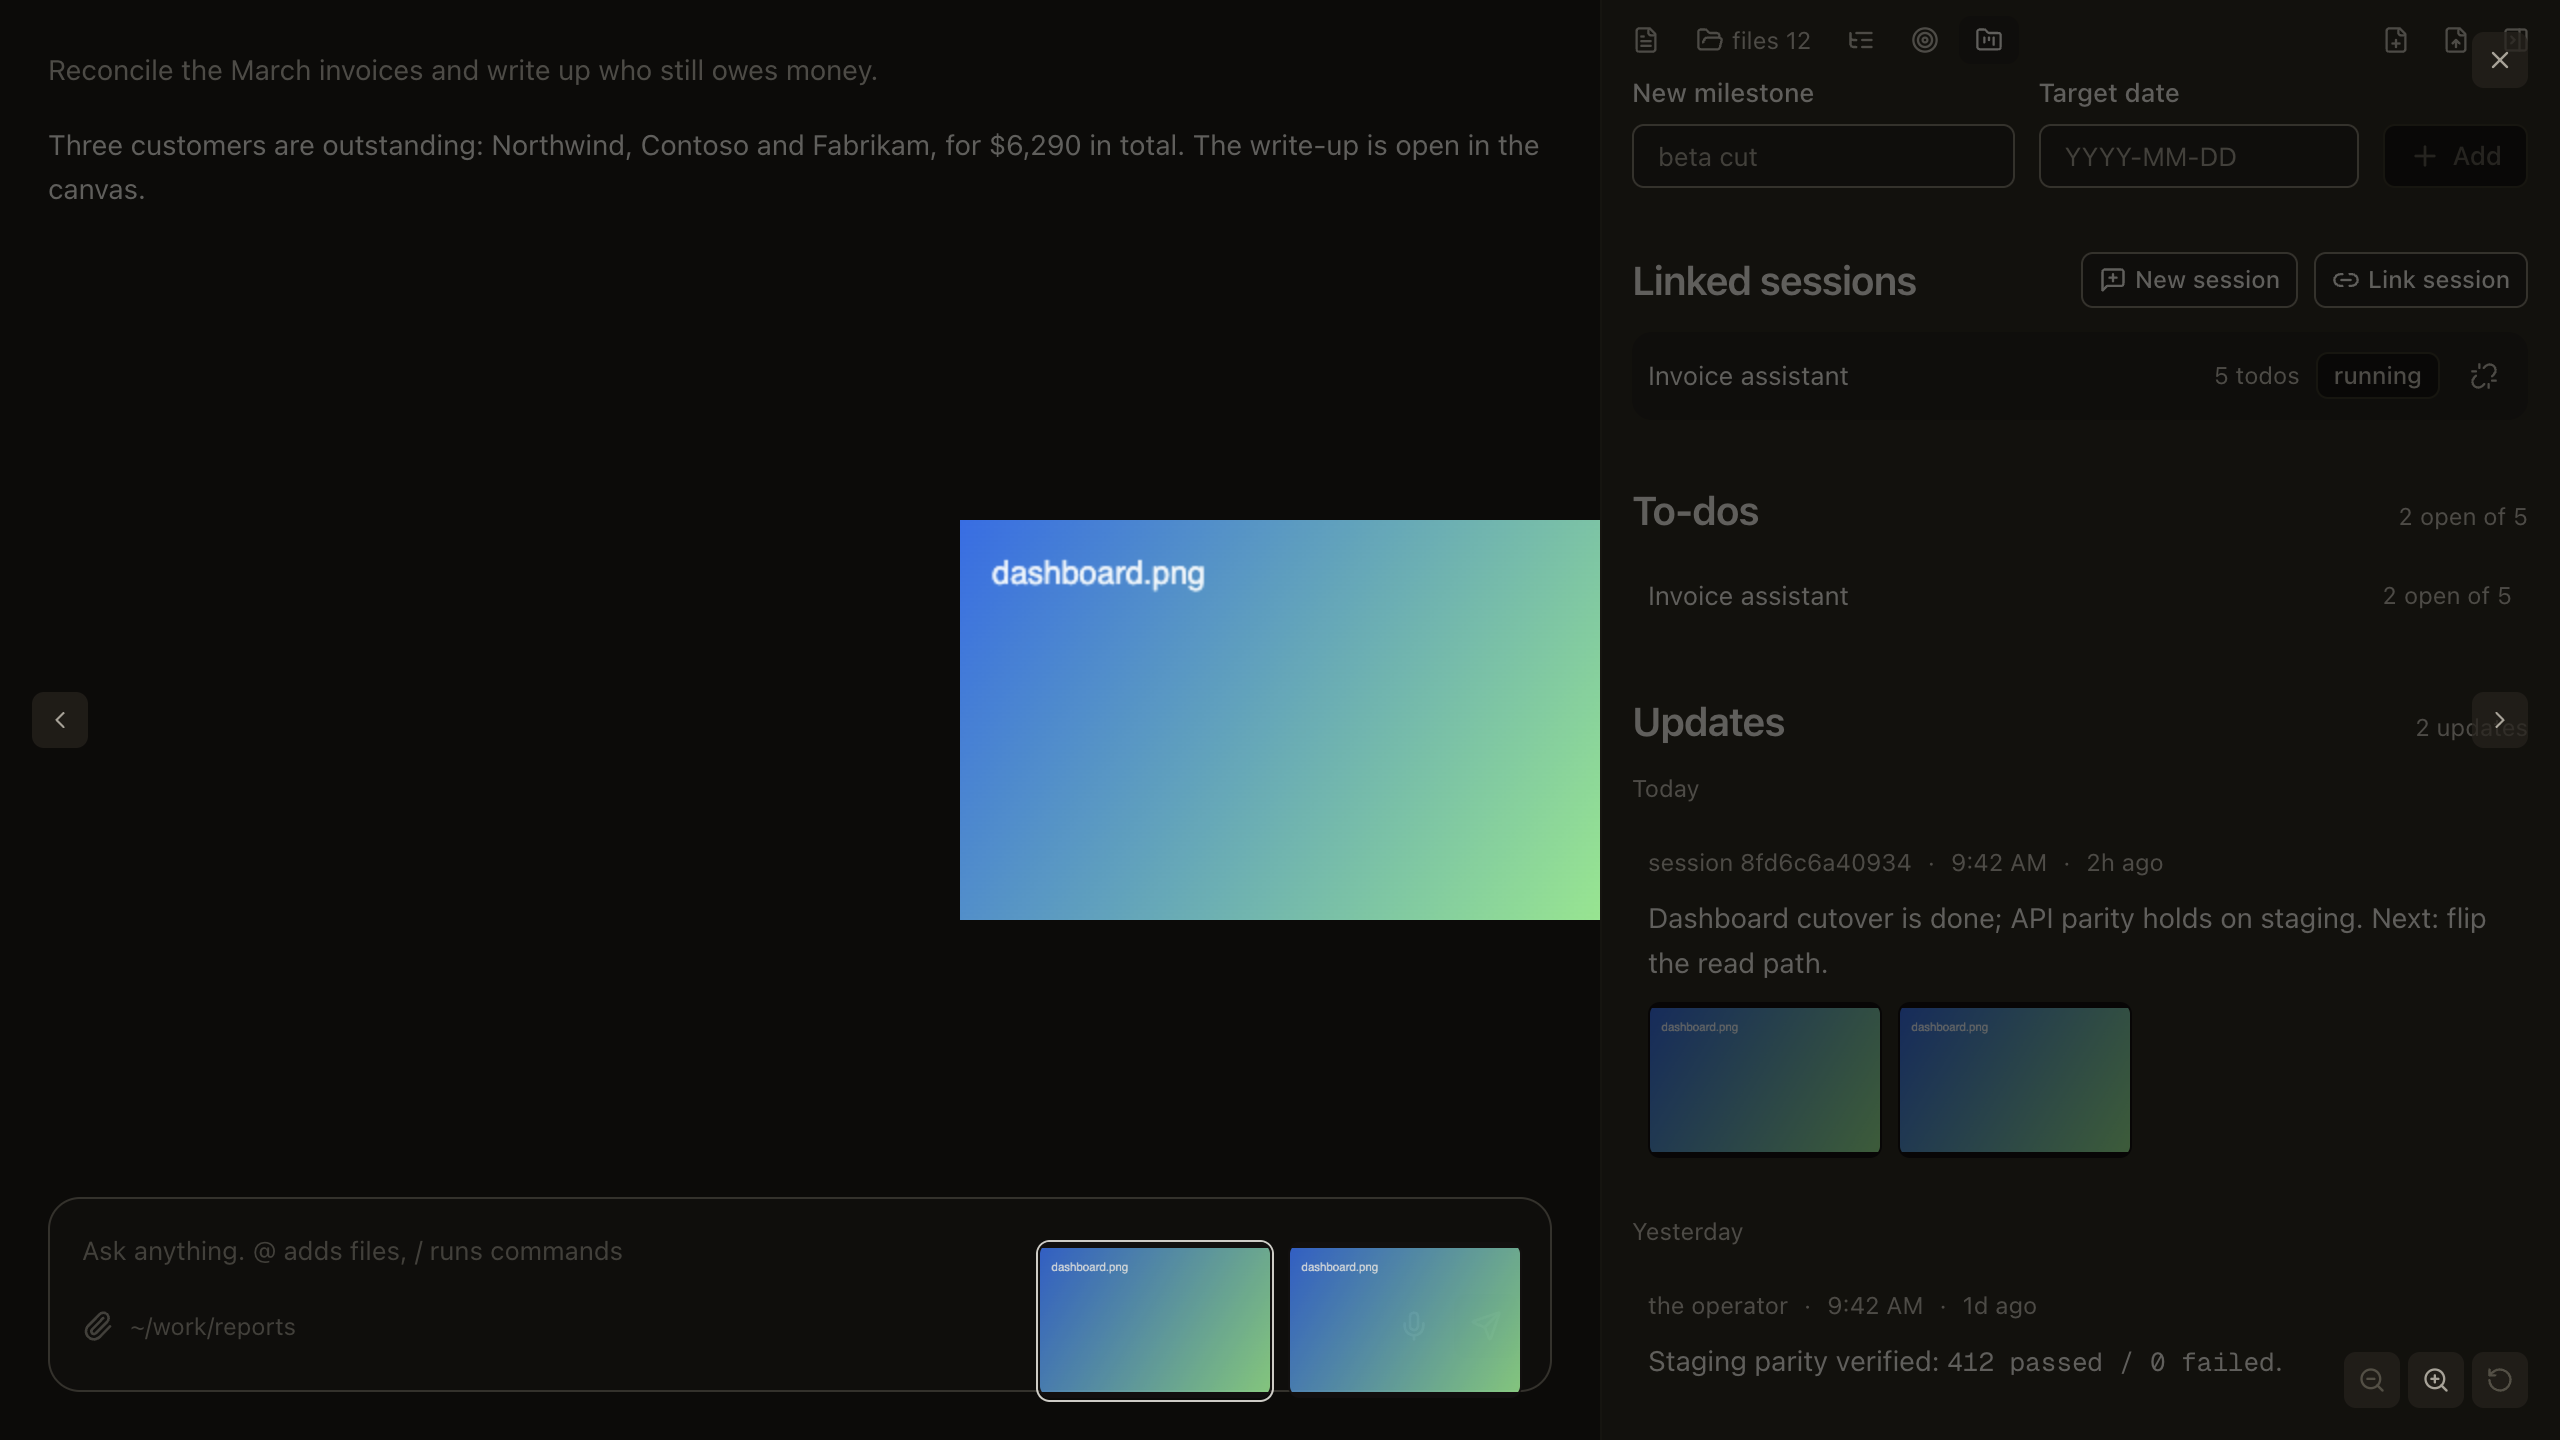 Reconcile the March invoices and write up who still owes money.
Three customers are outstanding: Northwind, Contoso and Fabrikam, for $6,290 in total. The write-up is open in the
canvas.
dashboard.png
Ask anything. @ adds files, / runs commands
~/work/reports
dashboard.png
dashboard.png
files 12
New milestone
Target date
beta cut
YYYY-MM-DD
Add
Linked sessions
New session
Link session
Invoice assistant
5 todos
running
To-dos
2 open of 5
Invoice assistant
2 open of 5
Updates
2 updates
Today
session 8fd6c6a40934 · 9:42 AM · 2h ago
Dashboard cutover is done; API parity holds on staging. Next: flip
the read path.
dashboard.png
dashboard.png
Yesterday
the operator · 9:42 AM · 1d ago
Staging parity verified: 412 passed / 0 failed.